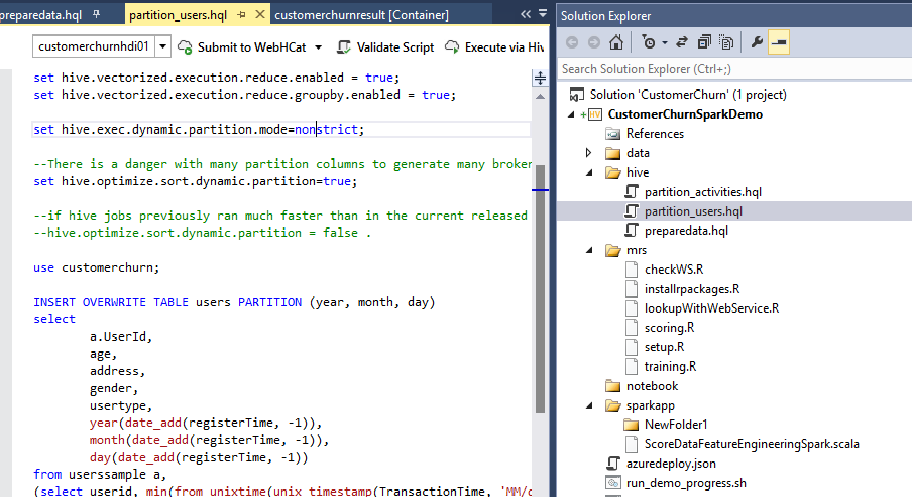 preparedata.hql
partition_users.hql
customerchurnresult [Container]
customerchurnhdi01
Submit to WebHCat
Validate Script
Execute via Hiv
set hive.vectorized.execution.reduce.enabled = true;
set hive.vectorized.execution.reduce.groupby.enabled = true;
set hive.exec.dynamic.partition.mode=nonstrict;
--There is a danger with many partition columns to generate many broker
set hive.optimize.sort.dynamic.partition=true;
--if hive jobs previously ran much faster than in the current released
--hive.optimize.sort.dynamic.partition = false .
use customerchurn;
INSERT OVERWRITE TABLE users PARTITION (year, month, day)
select
a.UserId,
age,
address,
gender,
usertype,
year(date_add(registerTime, -1)),
month(date_add(registerTime, -1)),
day(date_add(registerTime, -1))
from userssample a,
(select userid, min(from_unixtime(unix_timestamp(TransactionTime, 'MM/d
Solution Explorer
Search Solution Explorer (Ctrl+;)
Solution 'CustomerChurn' (1 project)
HV CustomerChurnSparkDemo
References
data
hive
partition_activities.hql
partition_users.hql
preparedata.hql
mrs
checkWS.R
installrpackages.R
lookupWithWebService.R
scoring.R
setup.R
training.R
notebook
sparkapp
NewFolder1
ScoreDataFeatureEngineeringSpark.scala
azuredeploy.json
run_demo_progress.sh